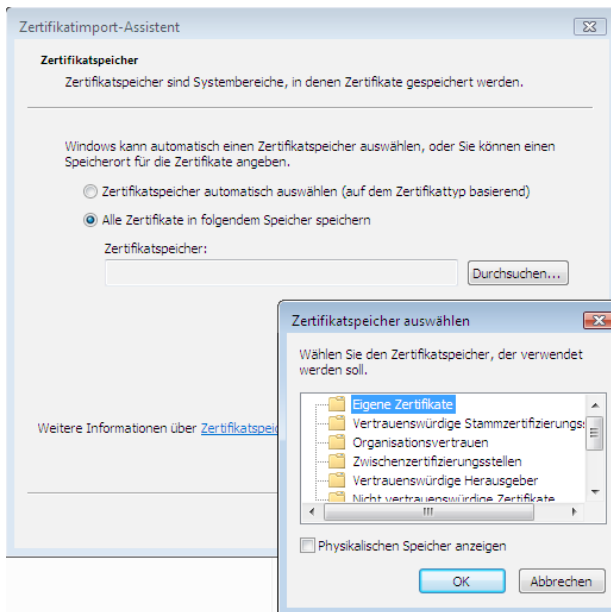 Zertifikatimport-Assistent
Zertifikatspeicher
Zertifikatspeicher sind Systembereiche, in denen Zertifikate gespeichert werden.
Windows kann automatisch einen Zertifikatspeicher auswählen, oder Sie können einen
Speicherort für die Zertifikate angeben.
Zertifikatspeicher automatisch auswählen (auf dem Zertifikattyp basierend)
Alle Zertifikate in folgendem Speicher speichern
Zertifikatspeicher:
Durchsuchen...
Weitere Informationen über Zertifikatspei
Zertifikatspeicher auswählen
Wählen Sie den Zertifikatspeicher, der verwendet
werden soll.
Eigene Zertifikate
Vertrauenswürdige Stammzertifizierungs:
Organisationsvertrauen
Zwischenzertifizierungsstellen
Vertrauenswürdige Herausgeber
Nicht vertrauenswürdige Zertifikate
Physikalischen Speicher anzeigen
OK
Abbrechen